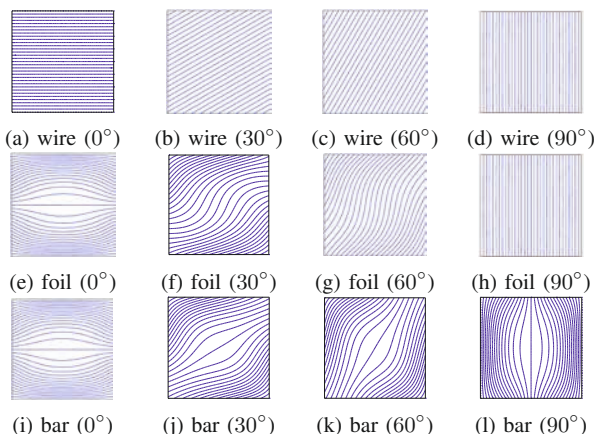 (a) wire (0°) (b) wire (30°) (c) wire (60°) (d) wire (90°)
(e) foil (0°) (f) foil (30°) (g) foil (60°) (h) foil (90°)
(i) bar (0°) (j) bar (30°) (k) bar (60°) (l) bar (90°)